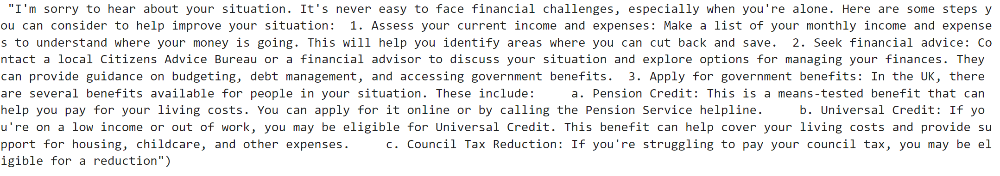 "I'm sorry to hear about your situation. It's never easy to face financial challenges, especially when you're alone. Here are some steps y
ou can consider to help improve your situation:  1. Assess your current income and expenses: Make a list of your monthly income and expense
s to understand where your money is going. This will help you identify areas where you can cut back and save.  2. Seek financial advice: Co
ntact a local Citizens Advice Bureau or a financial advisor to discuss your situation and explore options for managing your finances. They
can provide guidance on budgeting, debt management, and accessing government benefits.  3. Apply for government benefits: In the UK, there
are several benefits available for people in your situation. These include:     a. Pension Credit: This is a means-tested benefit that can
help you pay for your living costs. You can apply for it online or by calling the Pension Service helpline.     b. Universal Credit: If yo
u're on a low income or out of work, you may be eligible for Universal Credit. This benefit can help cover your living costs and provide su
pport for housing, childcare, and other expenses.     c. Council Tax Reduction: If you're struggling to pay your council tax, you may be el
igible for a reduction")